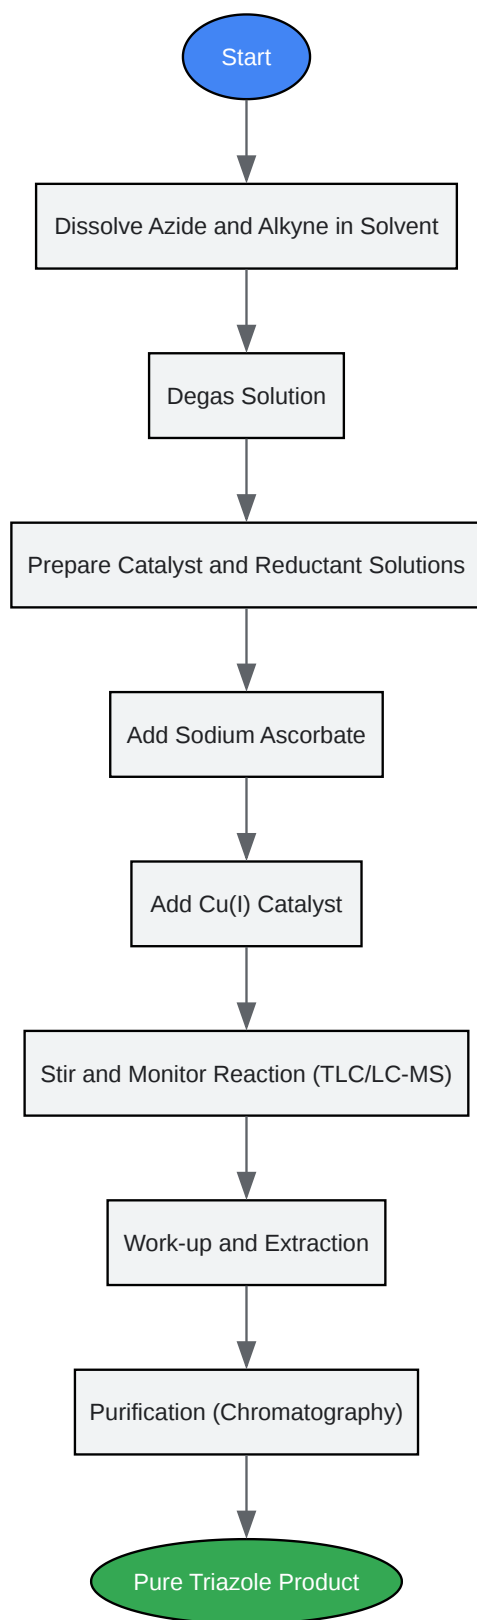 Start
Dissolve Azide and Alkyne in Solvent
Degas Solution
Prepare Catalyst and Reductant Solutions
Add Sodium Ascorbate
Add Cu(I) Catalyst
Stir and Monitor Reaction (TLC/LC-MS)
Work-up and Extraction
Purification (Chromatography)
Pure Triazole Product